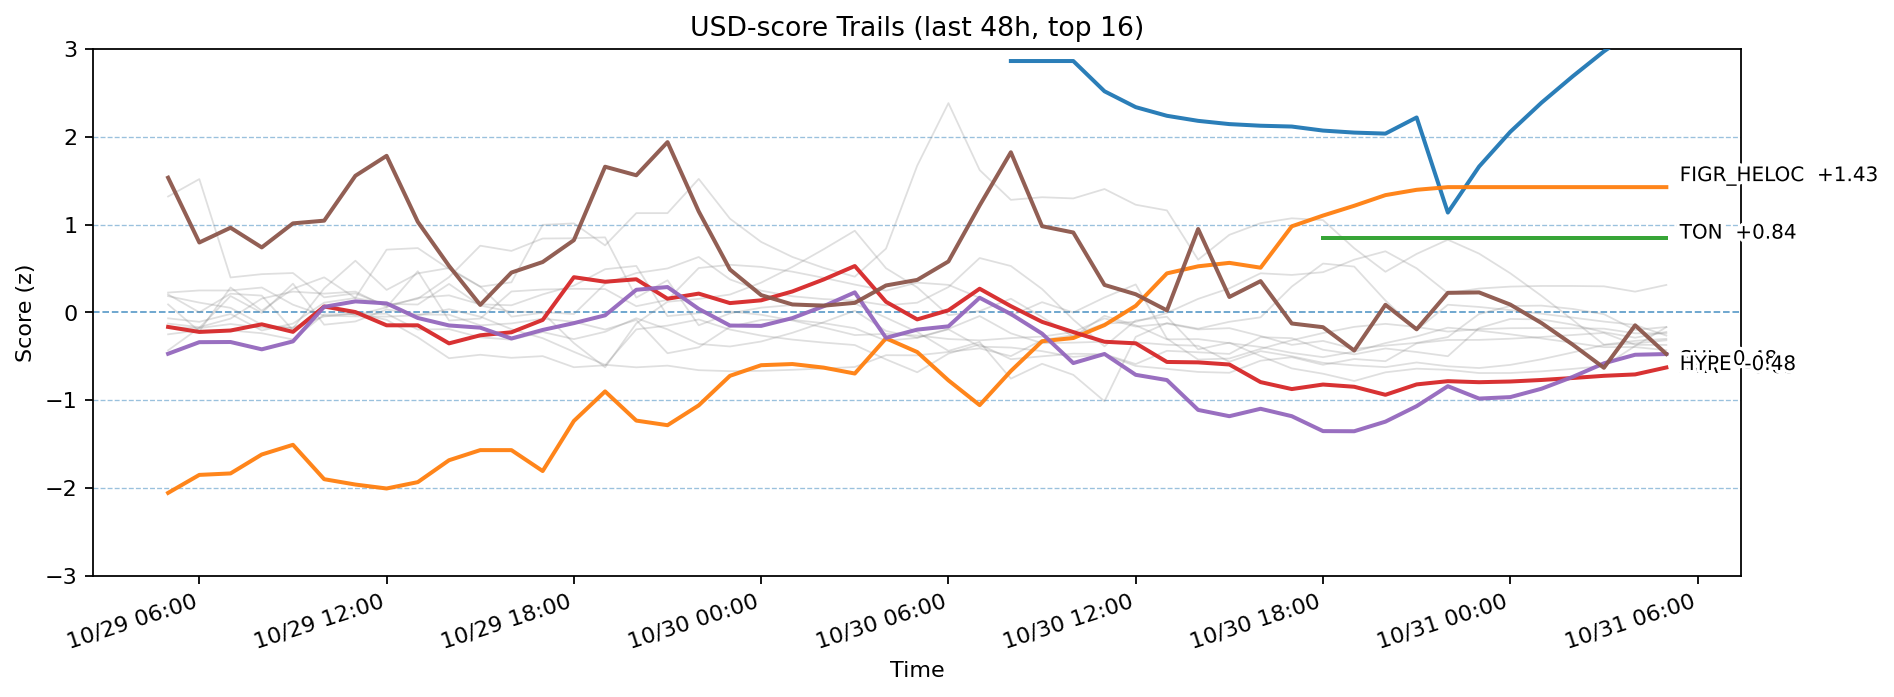 USD-score Trails (last 48h, top 16)
3
2
1
0
−1
−2
−3
Score (z)
FIGR_HELOC +1.43
TON +0.84
HYPE -0.48
10/29 06:00
10/29 12:00
10/29 18:00
10/30 00:00
10/30 06:00
10/30 12:00
10/30 18:00
10/31 00:00
10/31 06:00
Time